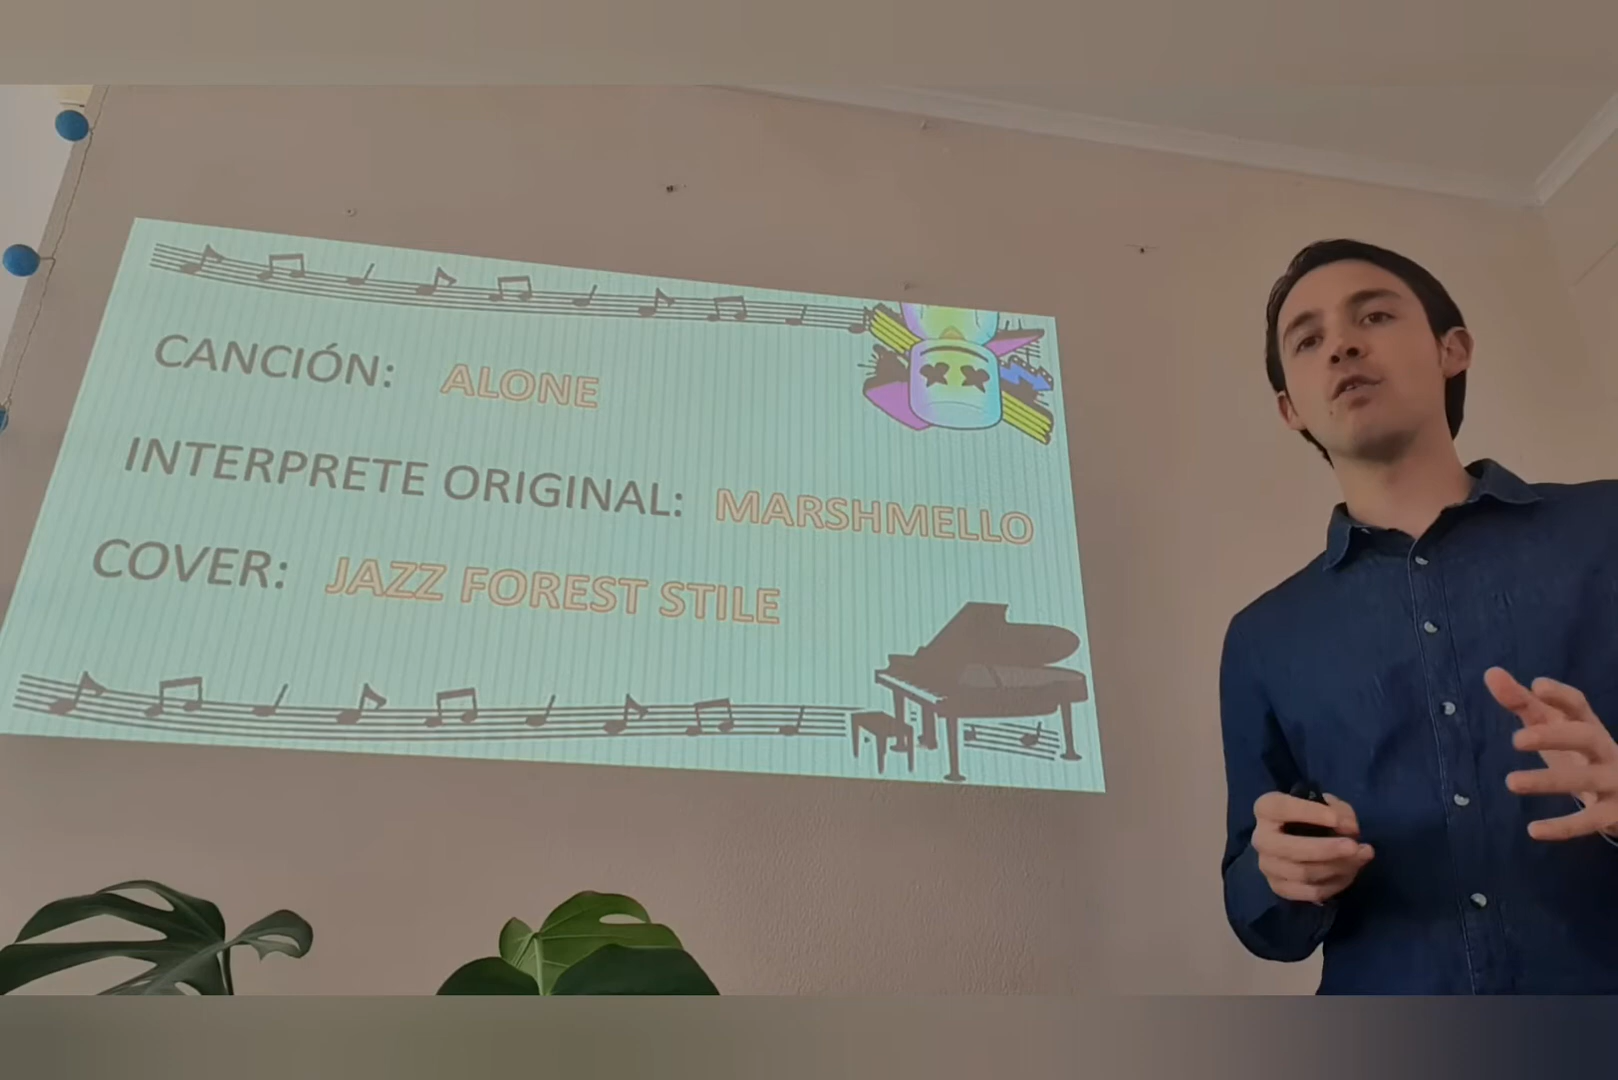 CANCIÓN: ALONE
INTERPRETE ORIGINAL: MARSHMELLO
COVER: JAZZ FOREST STILE